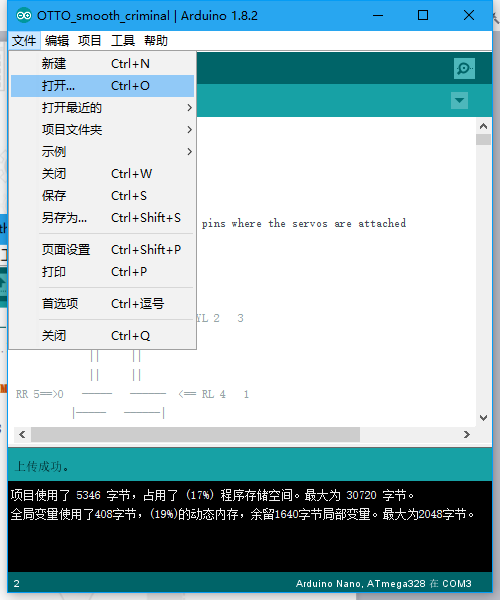 OTTO_smooth_criminal | Arduino 1.8.2
文件 编辑 项目 工具 帮助
新建 Ctrl+N
打开... Ctrl+O
打开最近的
项目文件夹
示例
关闭 Ctrl+W
保存 Ctrl+S
另存为... Ctrl+Shift+S
页面设置 Ctrl+Shift+P
打印 Ctrl+P
首选项 Ctrl+逗号
关闭 Ctrl+Q
pins where the servos are attached
YL 2 3
|| ||
|| ||
RR 5==>0 ----- ------ <== RL 4 1
|----- ------|
上传成功。
项目使用了 5346 字节，占用了 (17%) 程序存储空间。最大为 30720 字节。
全局变量使用了408字节，(19%)的动态内存，余留1640字节局部变量。最大为2048字节。
2 Arduino Nano, ATmega328 在 COM3